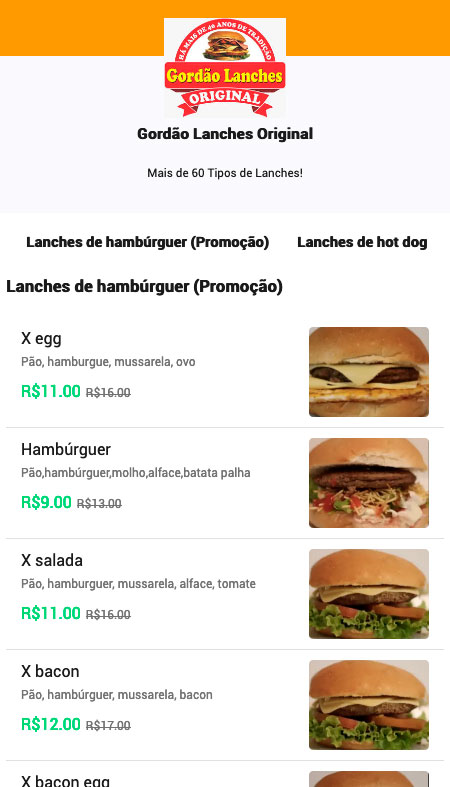 HÁ MAIS DE 40 ANOS DE TRADIÇÃO
Gordão Lanches
ORIGINAL
Gordão Lanches Original
Mais de 60 Tipos de Lanches!
Lanches de hambúrguer (Promoção) Lanches de hot dog
Lanches de hambúrguer (Promoção)
X egg
Pão, hamburgue, mussarela, ovo
R$11.00 R$16.00
Hambúrguer
Pão,hambúrguer,molho,alface,batata palha
R$9.00 R$13.00
X salada
Pão, hamburguer, mussarela, alface, tomate
R$11.00 R$16.00
X bacon
Pão, hambúrguer, mussarela, bacon
R$12.00 R$17.00
X bacon egg